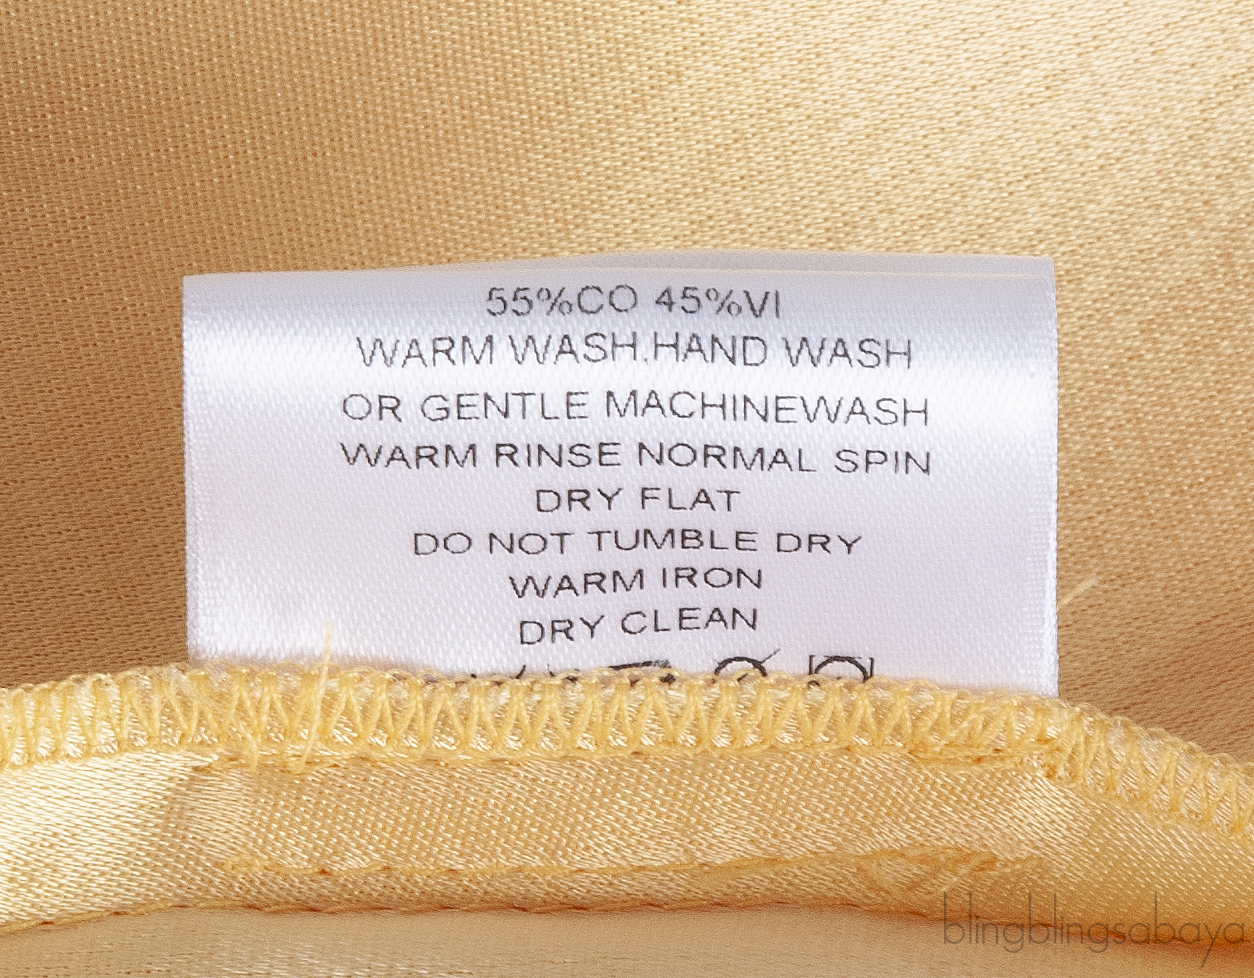 55%CO 45%VI
WARM WASH.HAND WASH
OR GENTLE MACHINEWASH
WARM RINSE NORMAL SPIN
DRY FLAT
DO NOT TUMBLE DRY
WARM IRON
DRY CLEAN
blingblingsabaya